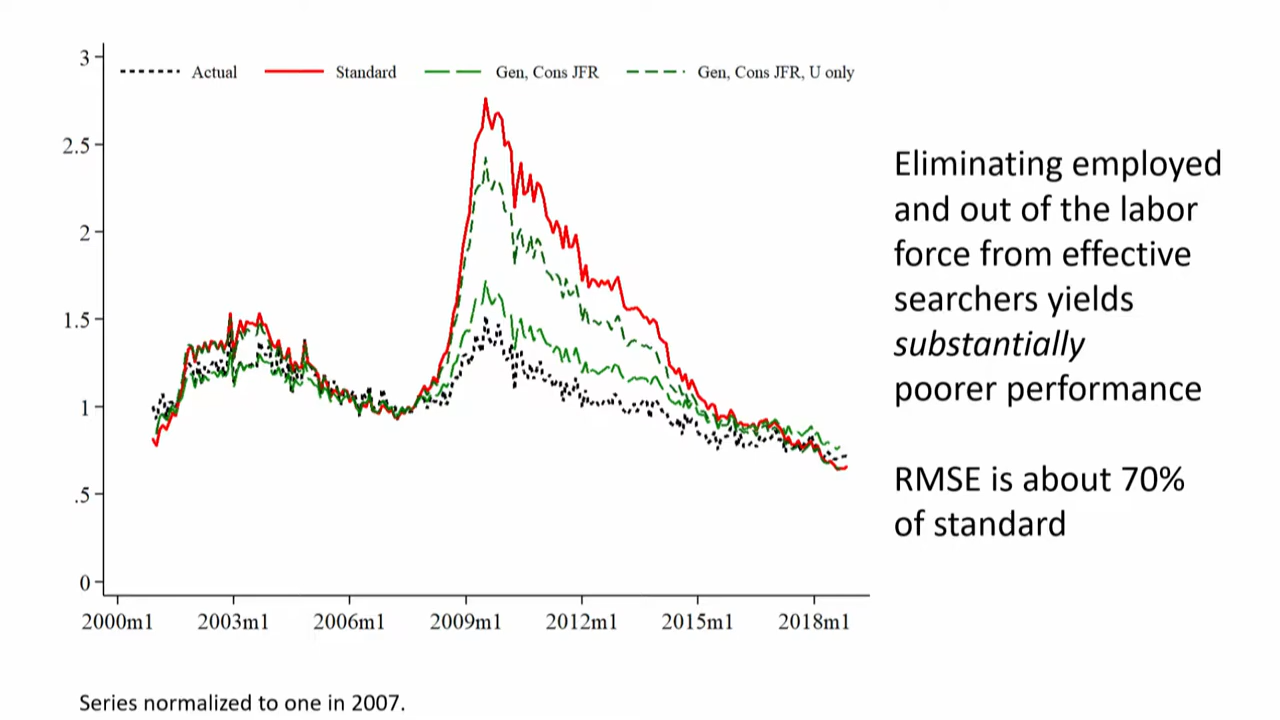 3
Actual
Standard
Gen, Cons JFR
Gen, Cons JFR, U only
2.5
2
1.5
1
.5
0
2000m1
2003m1
2006m1
2009m1
2012m1
2015m1
2018m1
Eliminating employed
and out of the labor
force from effective
searchers yields
substantially
poorer performance
RMSE is about 70%
of standard
Series normalized to one in 2007.